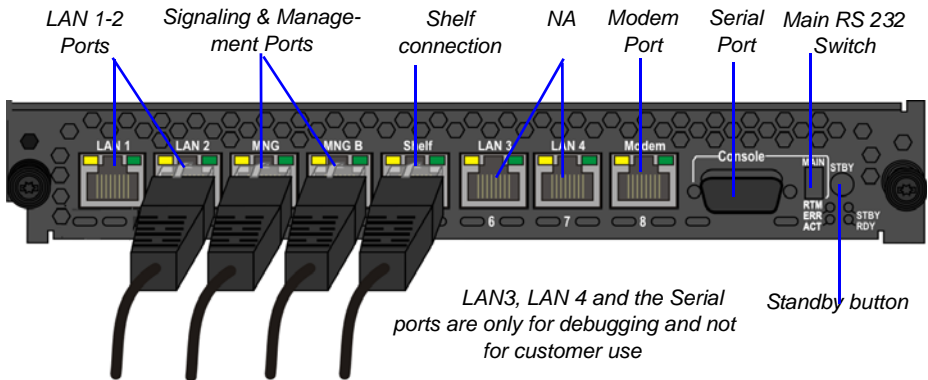 LAN 1-2
Ports
Signaling & Manage-
ment Ports
Shelf
connection
NA
Modem
Port
Serial
Port
Main RS 232
Switch
LAN 1
LAN 2
MNG
MNG B
Shelf
LAN 3
LAN 4
Modem
Console
MAIN
STBY
6
7
8
RTM
ERR
ACT
STBY
RDY
LAN3, LAN 4 and the Serial
ports are only for debugging and not
for customer use
Standby button